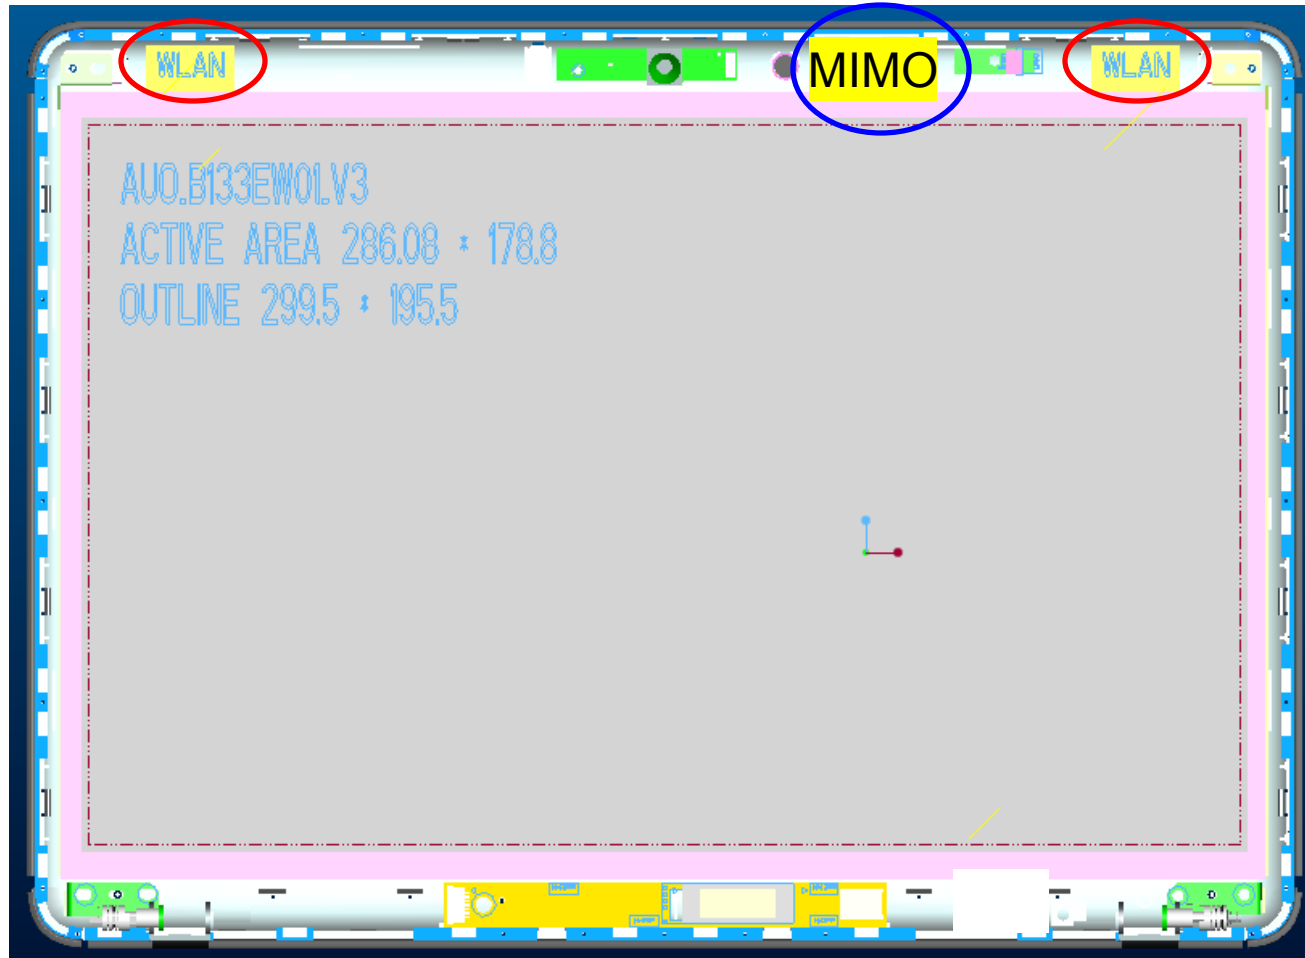 WLAN
MIMO
WLAN
AUO.B133EW01.V3
ACTIVE AREA 286.08 * 178.8
OUTLINE 299.5 * 195.5